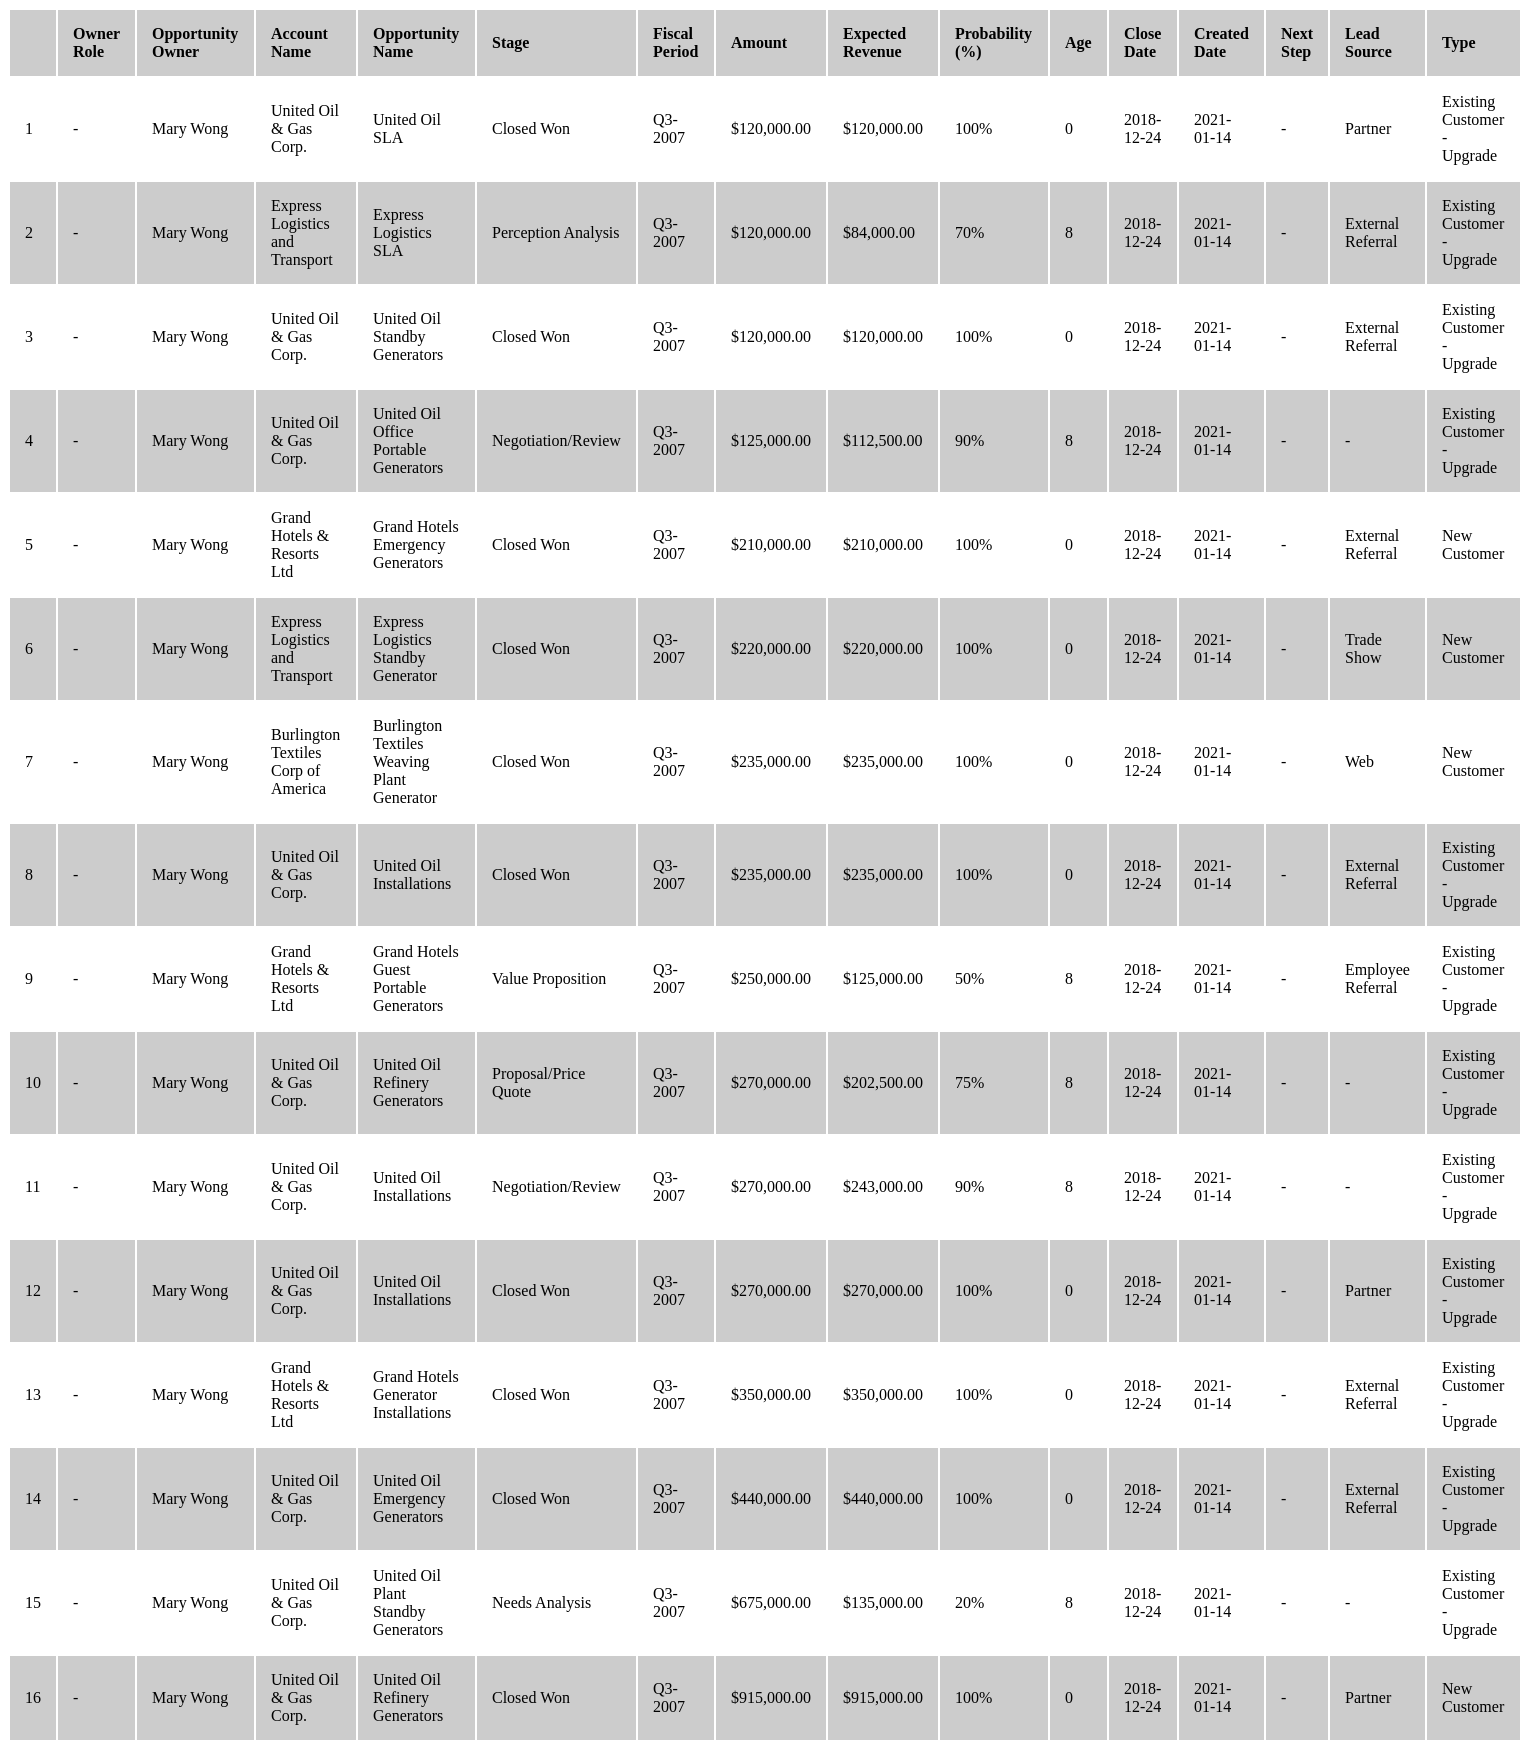 Owner Role	Opportunity Owner	Account Name	Opportunity Name	Stage	Fiscal Period	Amount	Expected Revenue	Probability (%)	Age	Close Date	Created Date	Next Step	Lead Source	Type
1	-	Mary Wong	United Oil & Gas Corp.	United Oil SLA	Closed Won	Q3-2007	$120,000.00	$120,000.00	100%	0	2018-12-24	2021-01-14	-	Partner	Existing Customer - Upgrade
2	-	Mary Wong	Express Logistics and Transport	Express Logistics SLA	Perception Analysis	Q3-2007	$120,000.00	$84,000.00	70%	8	2018-12-24	2021-01-14	-	External Referral	Existing Customer - Upgrade
3	-	Mary Wong	United Oil & Gas Corp.	United Oil Standby Generators	Closed Won	Q3-2007	$120,000.00	$120,000.00	100%	0	2018-12-24	2021-01-14	-	External Referral	Existing Customer - Upgrade
4	-	Mary Wong	United Oil & Gas Corp.	United Oil Office Portable Generators	Negotiation/Review	Q3-2007	$125,000.00	$112,500.00	90%	8	2018-12-24	2021-01-14	-	-	Existing Customer - Upgrade
5	-	Mary Wong	Grand Hotels & Resorts Ltd	Grand Hotels Emergency Generators	Closed Won	Q3-2007	$210,000.00	$210,000.00	100%	0	2018-12-24	2021-01-14	-	External Referral	New Customer
6	-	Mary Wong	Express Logistics and Transport	Express Logistics Standby Generator	Closed Won	Q3-2007	$220,000.00	$220,000.00	100%	0	2018-12-24	2021-01-14	-	Trade Show	New Customer
7	-	Mary Wong	Burlington Textiles Corp of America	Burlington Textiles Weaving Plant Generator	Closed Won	Q3-2007	$235,000.00	$235,000.00	100%	0	2018-12-24	2021-01-14	-	Web	New Customer
8	-	Mary Wong	United Oil & Gas Corp.	United Oil Installations	Closed Won	Q3-2007	$235,000.00	$235,000.00	100%	0	2018-12-24	2021-01-14	-	External Referral	Existing Customer - Upgrade
9	-	Mary Wong	Grand Hotels & Resorts Ltd	Grand Hotels Guest Portable Generators	Value Proposition	Q3-2007	$250,000.00	$125,000.00	50%	8	2018-12-24	2021-01-14	-	Employee Referral	Existing Customer - Upgrade
10	-	Mary Wong	United Oil & Gas Corp.	United Oil Refinery Generators	Proposal/Price Quote	Q3-2007	$270,000.00	$202,500.00	75%	8	2018-12-24	2021-01-14	-	-	Existing Customer - Upgrade
11	-	Mary Wong	United Oil & Gas Corp.	United Oil Installations	Negotiation/Review	Q3-2007	$270,000.00	$243,000.00	90%	8	2018-12-24	2021-01-14	-	-	Existing Customer - Upgrade
12	-	Mary Wong	United Oil & Gas Corp.	United Oil Installations	Closed Won	Q3-2007	$270,000.00	$270,000.00	100%	0	2018-12-24	2021-01-14	-	Partner	Existing Customer - Upgrade
13	-	Mary Wong	Grand Hotels & Resorts Ltd	Grand Hotels Generator Installations	Closed Won	Q3-2007	$350,000.00	$350,000.00	100%	0	2018-12-24	2021-01-14	-	External Referral	Existing Customer - Upgrade
14	-	Mary Wong	United Oil & Gas Corp.	United Oil Emergency Generators	Closed Won	Q3-2007	$440,000.00	$440,000.00	100%	0	2018-12-24	2021-01-14	-	External Referral	Existing Customer - Upgrade
15	-	Mary Wong	United Oil & Gas Corp.	United Oil Plant Standby Generators	Needs Analysis	Q3-2007	$675,000.00	$135,000.00	20%	8	2018-12-24	2021-01-14	-	-	Existing Customer - Upgrade
16	-	Mary Wong	United Oil & Gas Corp.	United Oil Refinery Generators	Closed Won	Q3-2007	$915,000.00	$915,000.00	100%	0	2018-12-24	2021-01-14	-	Partner	New Customer